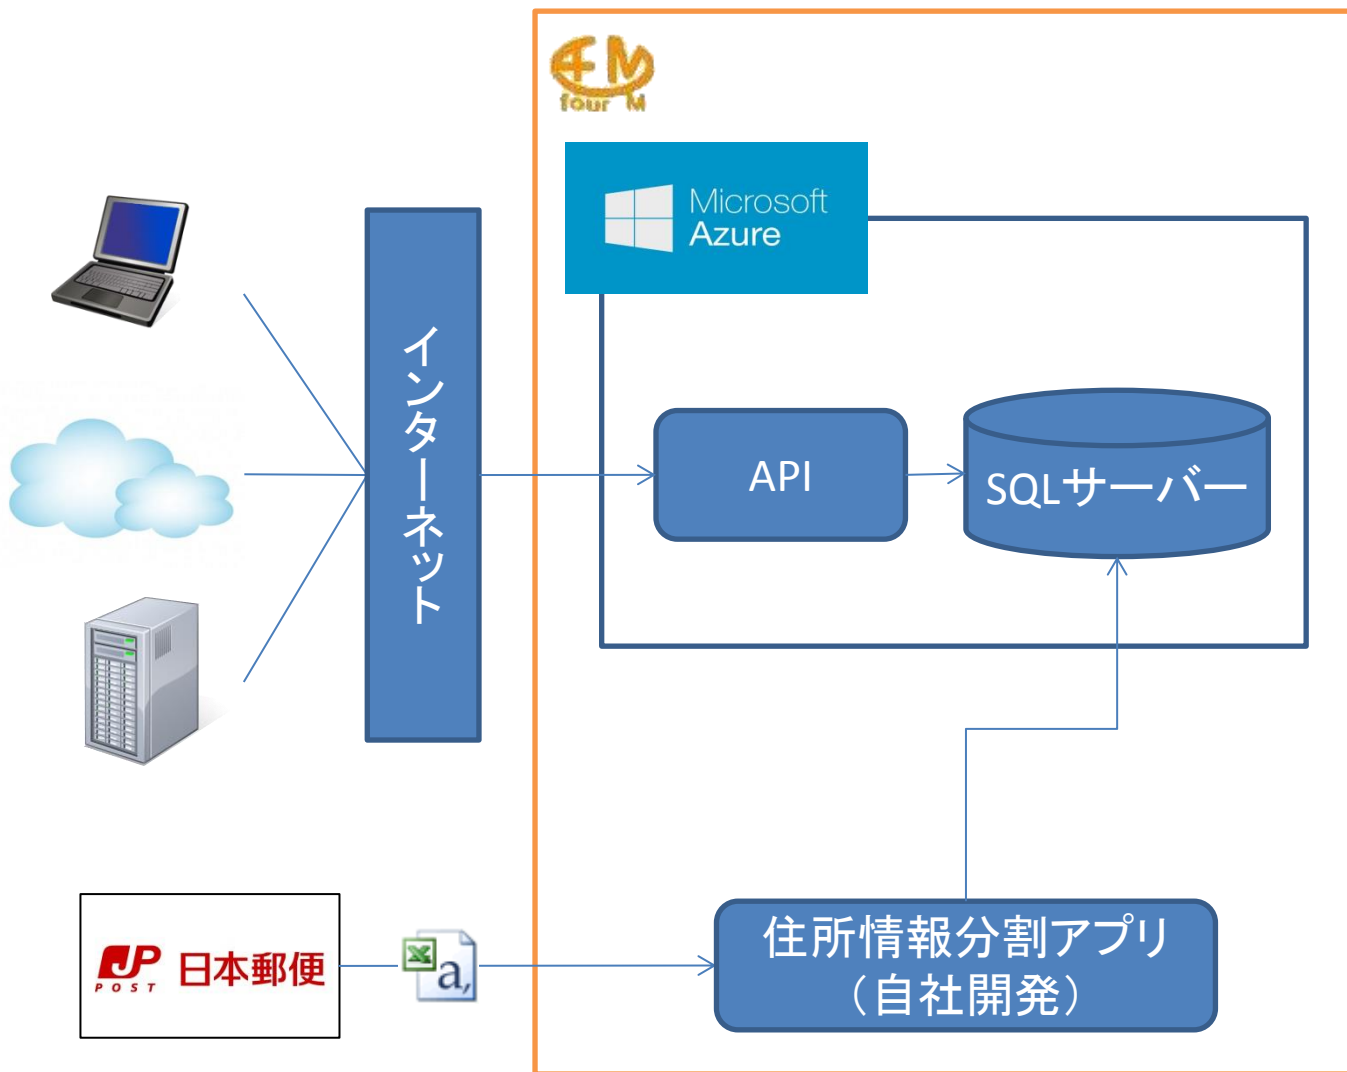 4M
four M
Microsoft
Azure
インターネット
API
SQLサーバー
JP
POST
日本郵便
a,
住所情報分割アプリ
（自社開発）